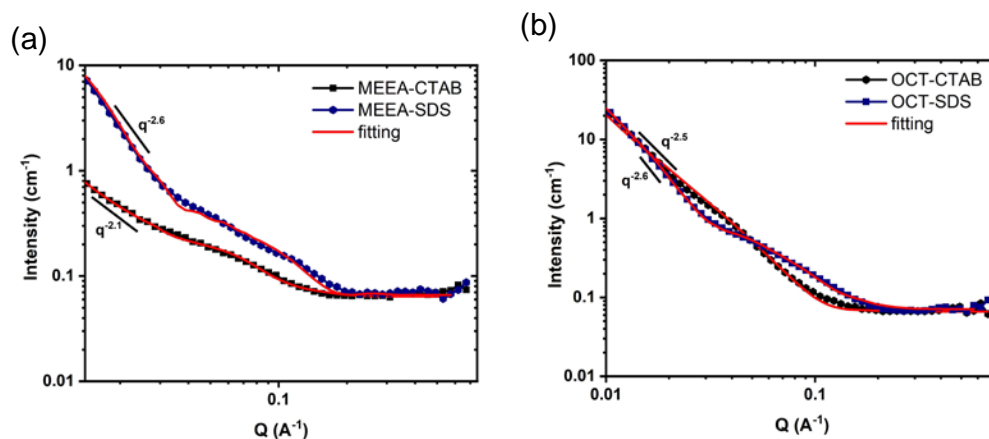 (a)
10
1
0.1
0.01
Intensity (cm⁻¹)
MEEA-CTAB
MEEA-SDS
fitting
q⁻²·⁶
q⁻²·¹
0.1
Q (A⁻¹)
(b)
100
10
1
0.1
0.01
Intensity (cm⁻¹)
OCT-CTAB
OCT-SDS
fitting
q⁻²·⁵
q⁻²·⁶
0.01
0.1
Q (A⁻¹)